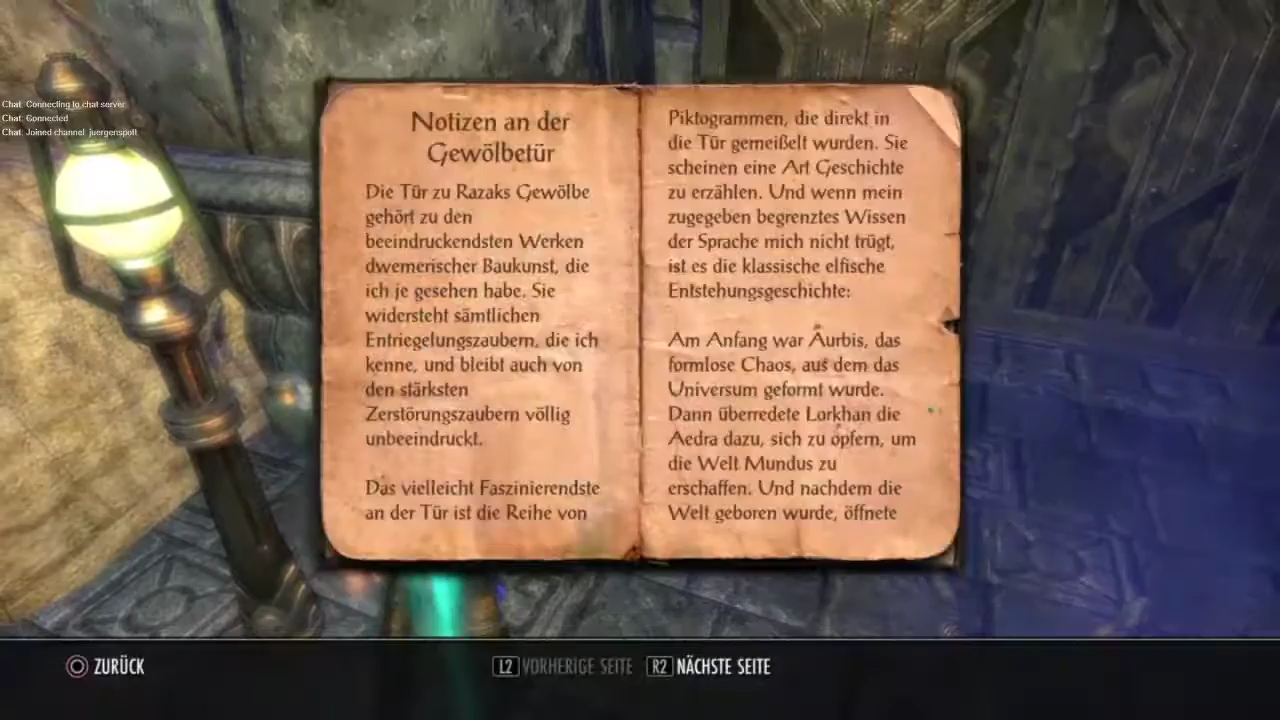 Chat: Connecting to chat server
Chat: Connected
Chat: Joined channel juergenspott
Notizen an der
Gewölbetür
Die Tür zu Razaks Gewölbe
gehört zu den
beeindruckendsten Werken
dwemerischer Baukunst, die
ich je gesehen habe. Sie
widersteht sämtlichen
Entriegelungszaubern, die ich
kenne, und bleibt auch von
den stärksten
Zerstörungszaubern völlig
unbeeindruckt.
Das vielleicht Faszinierendste
an der Tür ist die Reihe von
Piktogrammen, die direkt in
die Tür gemeißelt wurden. Sie
scheinen eine Art Geschichte
zu erzählen. Und wenn mein
zugegeben begrenztes Wissen
der Sprache mich nicht trügt,
ist es die klassische elfische
Entstehungsgeschichte:
Am Anfang war Aurbis, das
formlose Chaos, aus dem das
Universum geformt wurde.
Dann überredete Lorkhan die
Aedra dazu, sich zu opfern, um
die Welt Mundus zu
erschaffen. Und nachdem die
Welt geboren wurde, öffnete
ZURÜCK
L2 VORHERIGE SEITE R2 NÄCHSTE SEITE